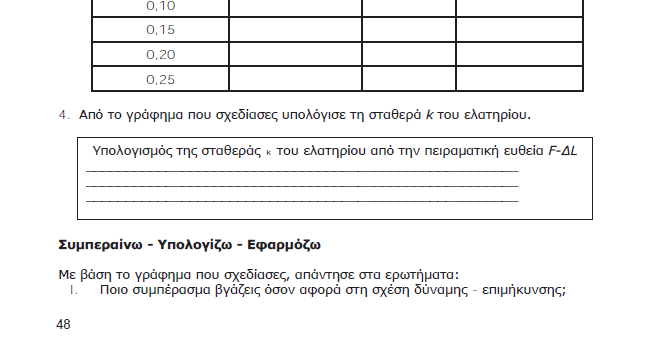 0,10
0,15
0,20
0,25
4. Από το γράφημα που σχεδίασες υπολόγισε τη σταθερά k του ελατηρίου.
Υπολογισμός της σταθεράς κ του ελατηρίου από την πειραματική ευθεία F-ΔL
Συμπεραίνω - Υπολογίζω - Εφαρμόζω
Με βάση το γράφημα που σχεδίασες, απάντησε στα ερωτήματα:
I. Ποιο συμπέρασμα βγάζεις όσον αφορά στη σχέση δύναμης - επιμήκυνσης;
48